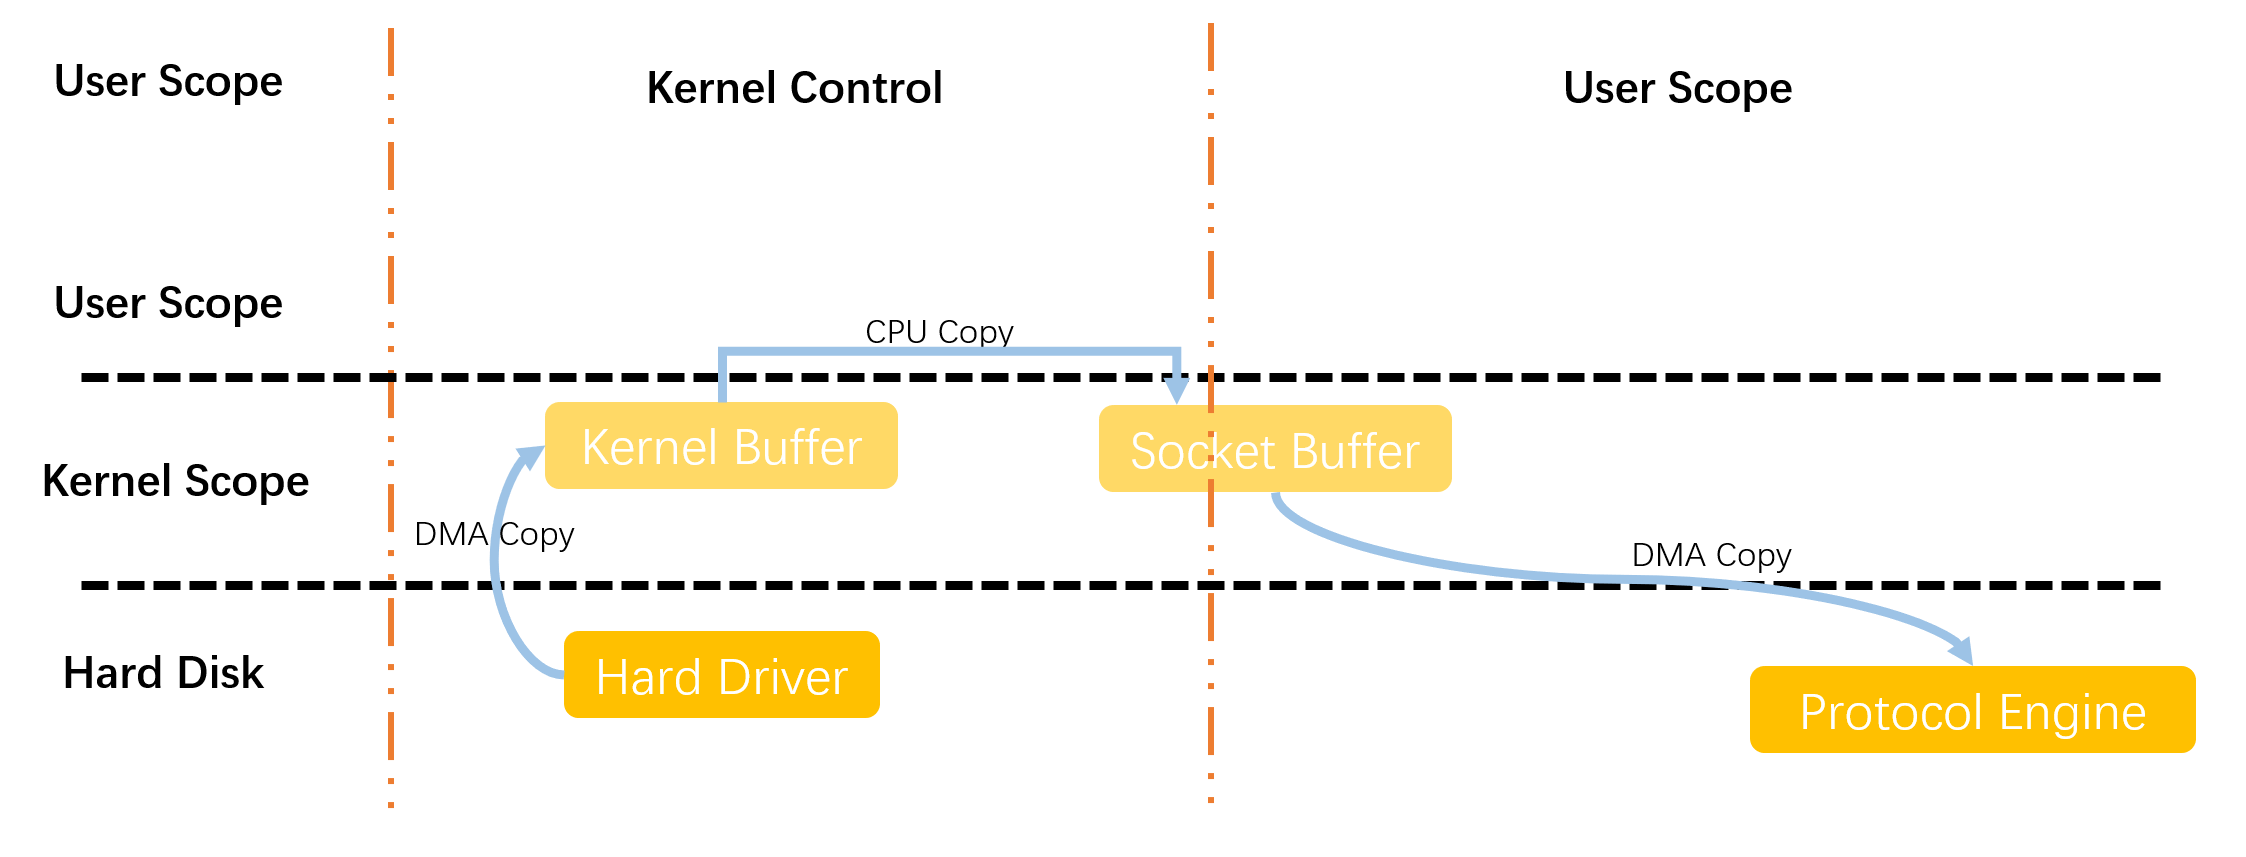 User Scope
Kernel Control
User Scope
User Scope
CPU Copy
Kernel Buffer
Socket Buffer
Kernel Scope
DMA Copy
DMA Copy
Hard Disk
Hard Driver
Protocol Engine